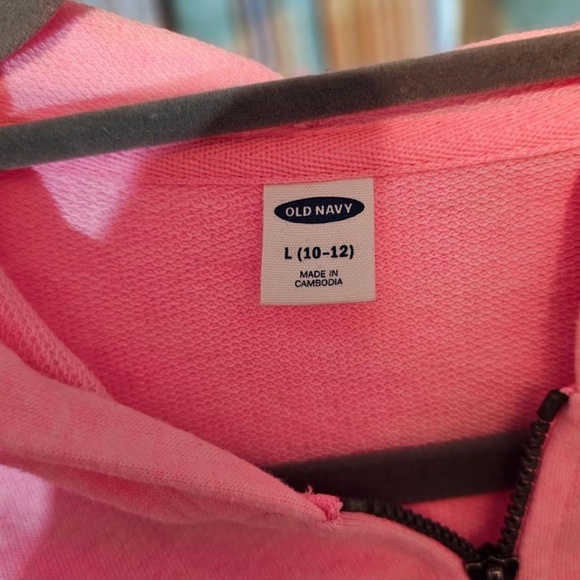 OLD NAVY
L (10-12)
MADE IN
CAMBODIA